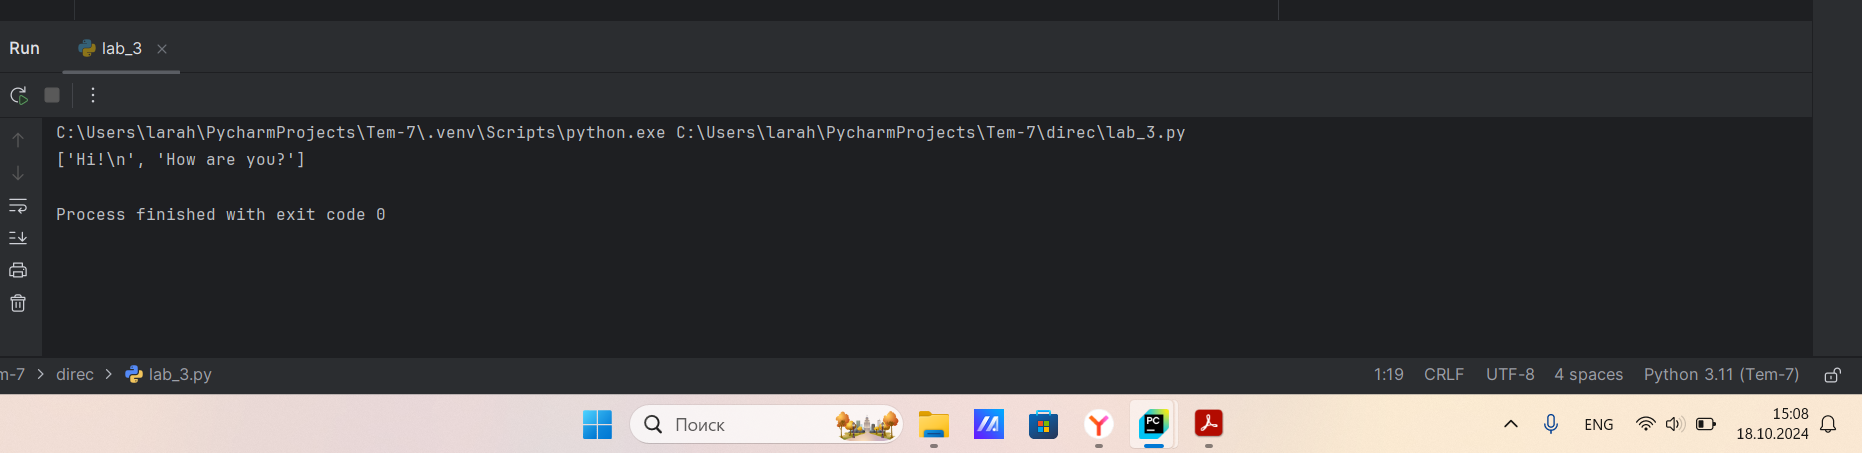 Run lab_3
C:\Users\larah\PycharmProjects\Tem-7\.venv\Scripts\python.exe C:\Users\larah\PycharmProjects\Tem-7\direc\lab_3.py
['Hi!\n', 'How are you?']
Process finished with exit code 0
m-7 > direc > lab_3.py 1:19 CRLF UTF-8 4 spaces Python 3.11 (Tem-7)
Поиск PC ENG 15:08
18.10.2024